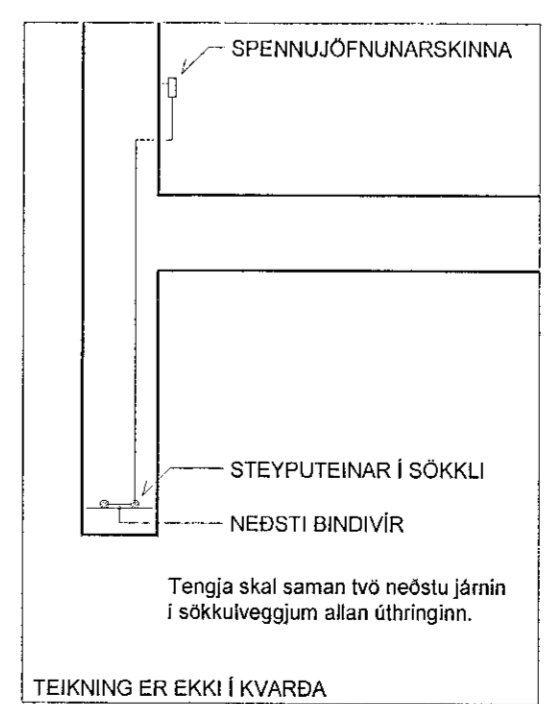 SPENNUJÖFNUNARSKINNA
STEYPUTEINAR Í SÖKKLI
NEÐSTI BINDIVÍR
Tengja skal saman tvö neðstu járnin
í sökkulveggjum allan úthringinn.
TEIKNING ER EKKI Í KVARÐA